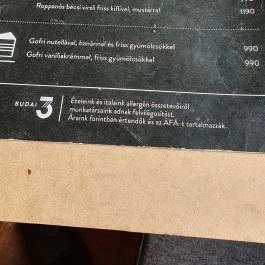 Roppanós bécsi virsli friss kiflivel, mustárral 1190
Gofri nutellával, banánnal és friss gyümölcsökkel 990
Gofri vaníliakrémmel, friss gyümölcsökkel 990
BUDAI 3
Ételeink és italaink allergén összetevőiről
munkatársaink adnak felvilágosítást.
Áraink forintban értendők és az ÁFÁ-t tartalmazzák.